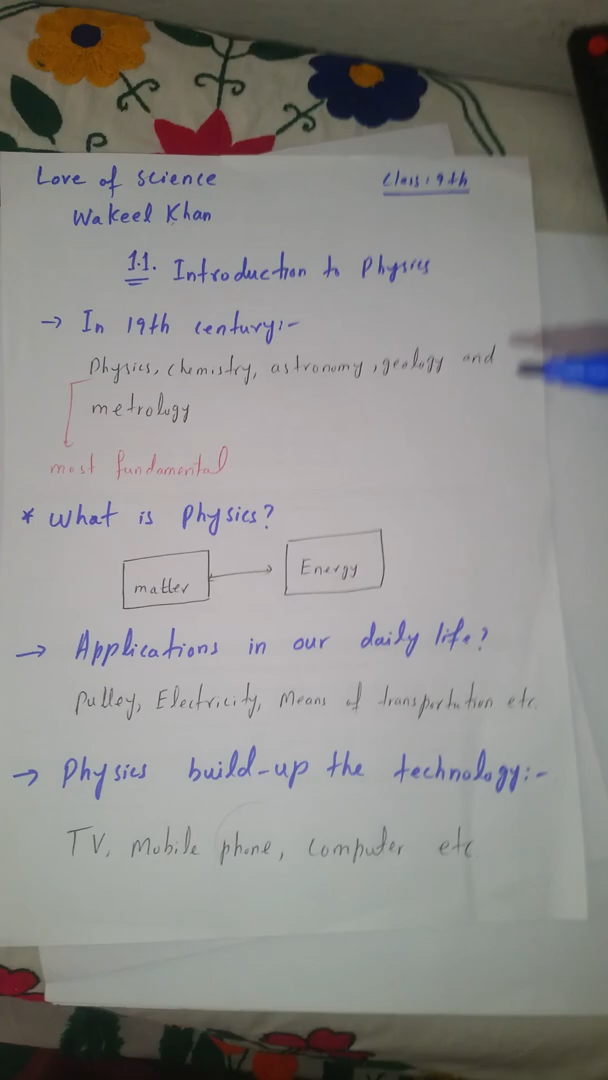 Love of science
Class: 9th
Wakeel Khan
1.1. Introduction to Physics
→ In 19th century:-
Physics, chemistry, astronomy, geology and
metrology
most fundamental
* What is Physics?
matter
Energy
→ Applications in our daily life?
Pulley, Electricity, Means of transportation etc.
→ Physics build-up the technology:-
TV, Mobile phone, computer etc